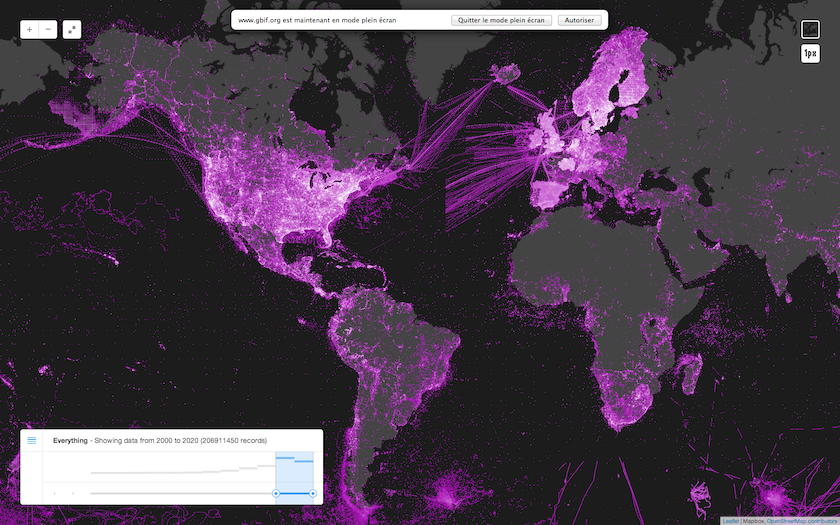 www.gbif.org est maintenant en mode plein écran
Quitter le mode plein écran
Autoriser
+ −
1px
Everything - Showing data from 2000 to 2020 (206911450 records)
Leaflet | Mapbox, OpenStreetMap contributors